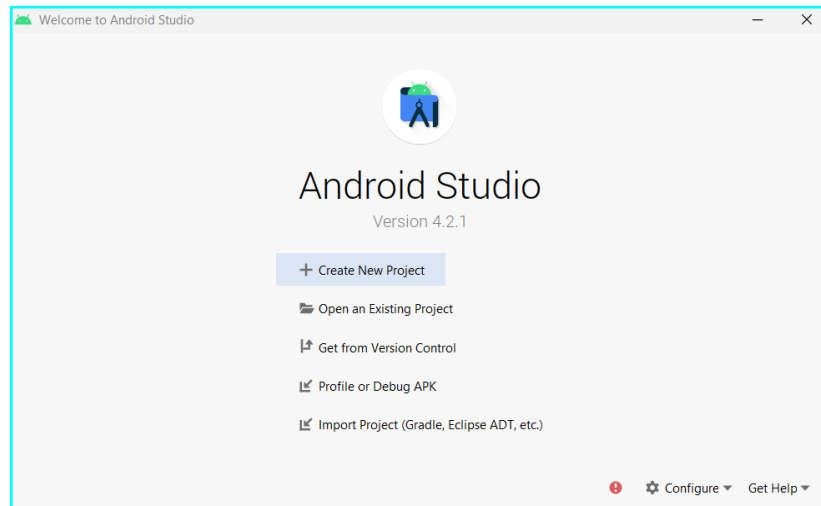 Welcome to Android Studio
Android Studio
Version 4.2.1
Create New Project
Open an Existing Project
Get from Version Control
Profile or Debug APK
Import Project (Gradle, Eclipse ADT, etc.)
Configure Get Help